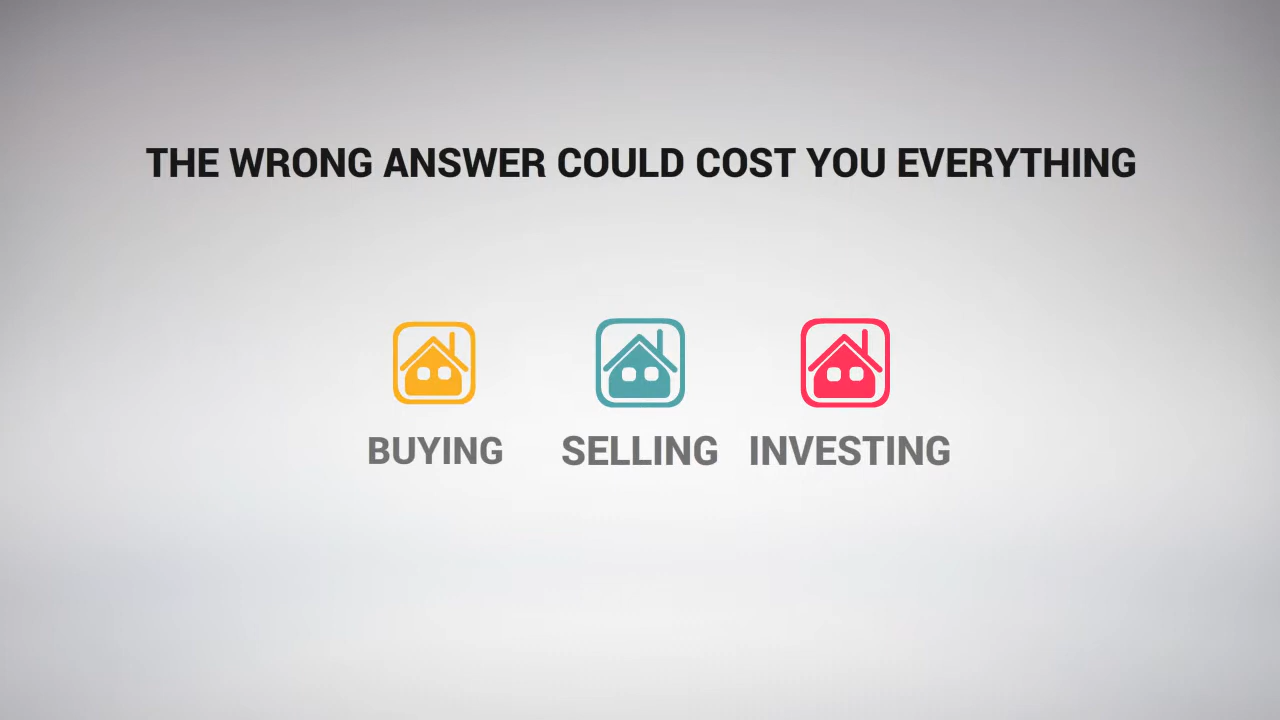 THE WRONG ANSWER COULD COST YOU EVERYTHING
BUYING SELLING INVESTING